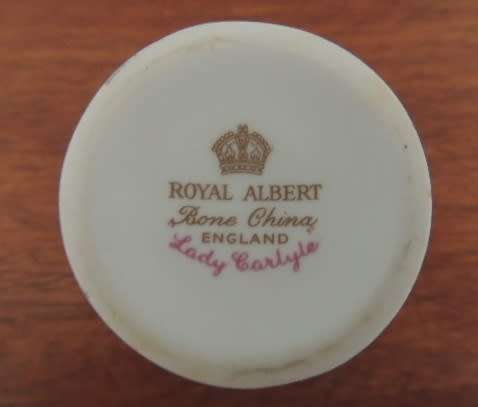 ROYAL ALBERT
Bone China
ENGLAND
Lady Carlyle